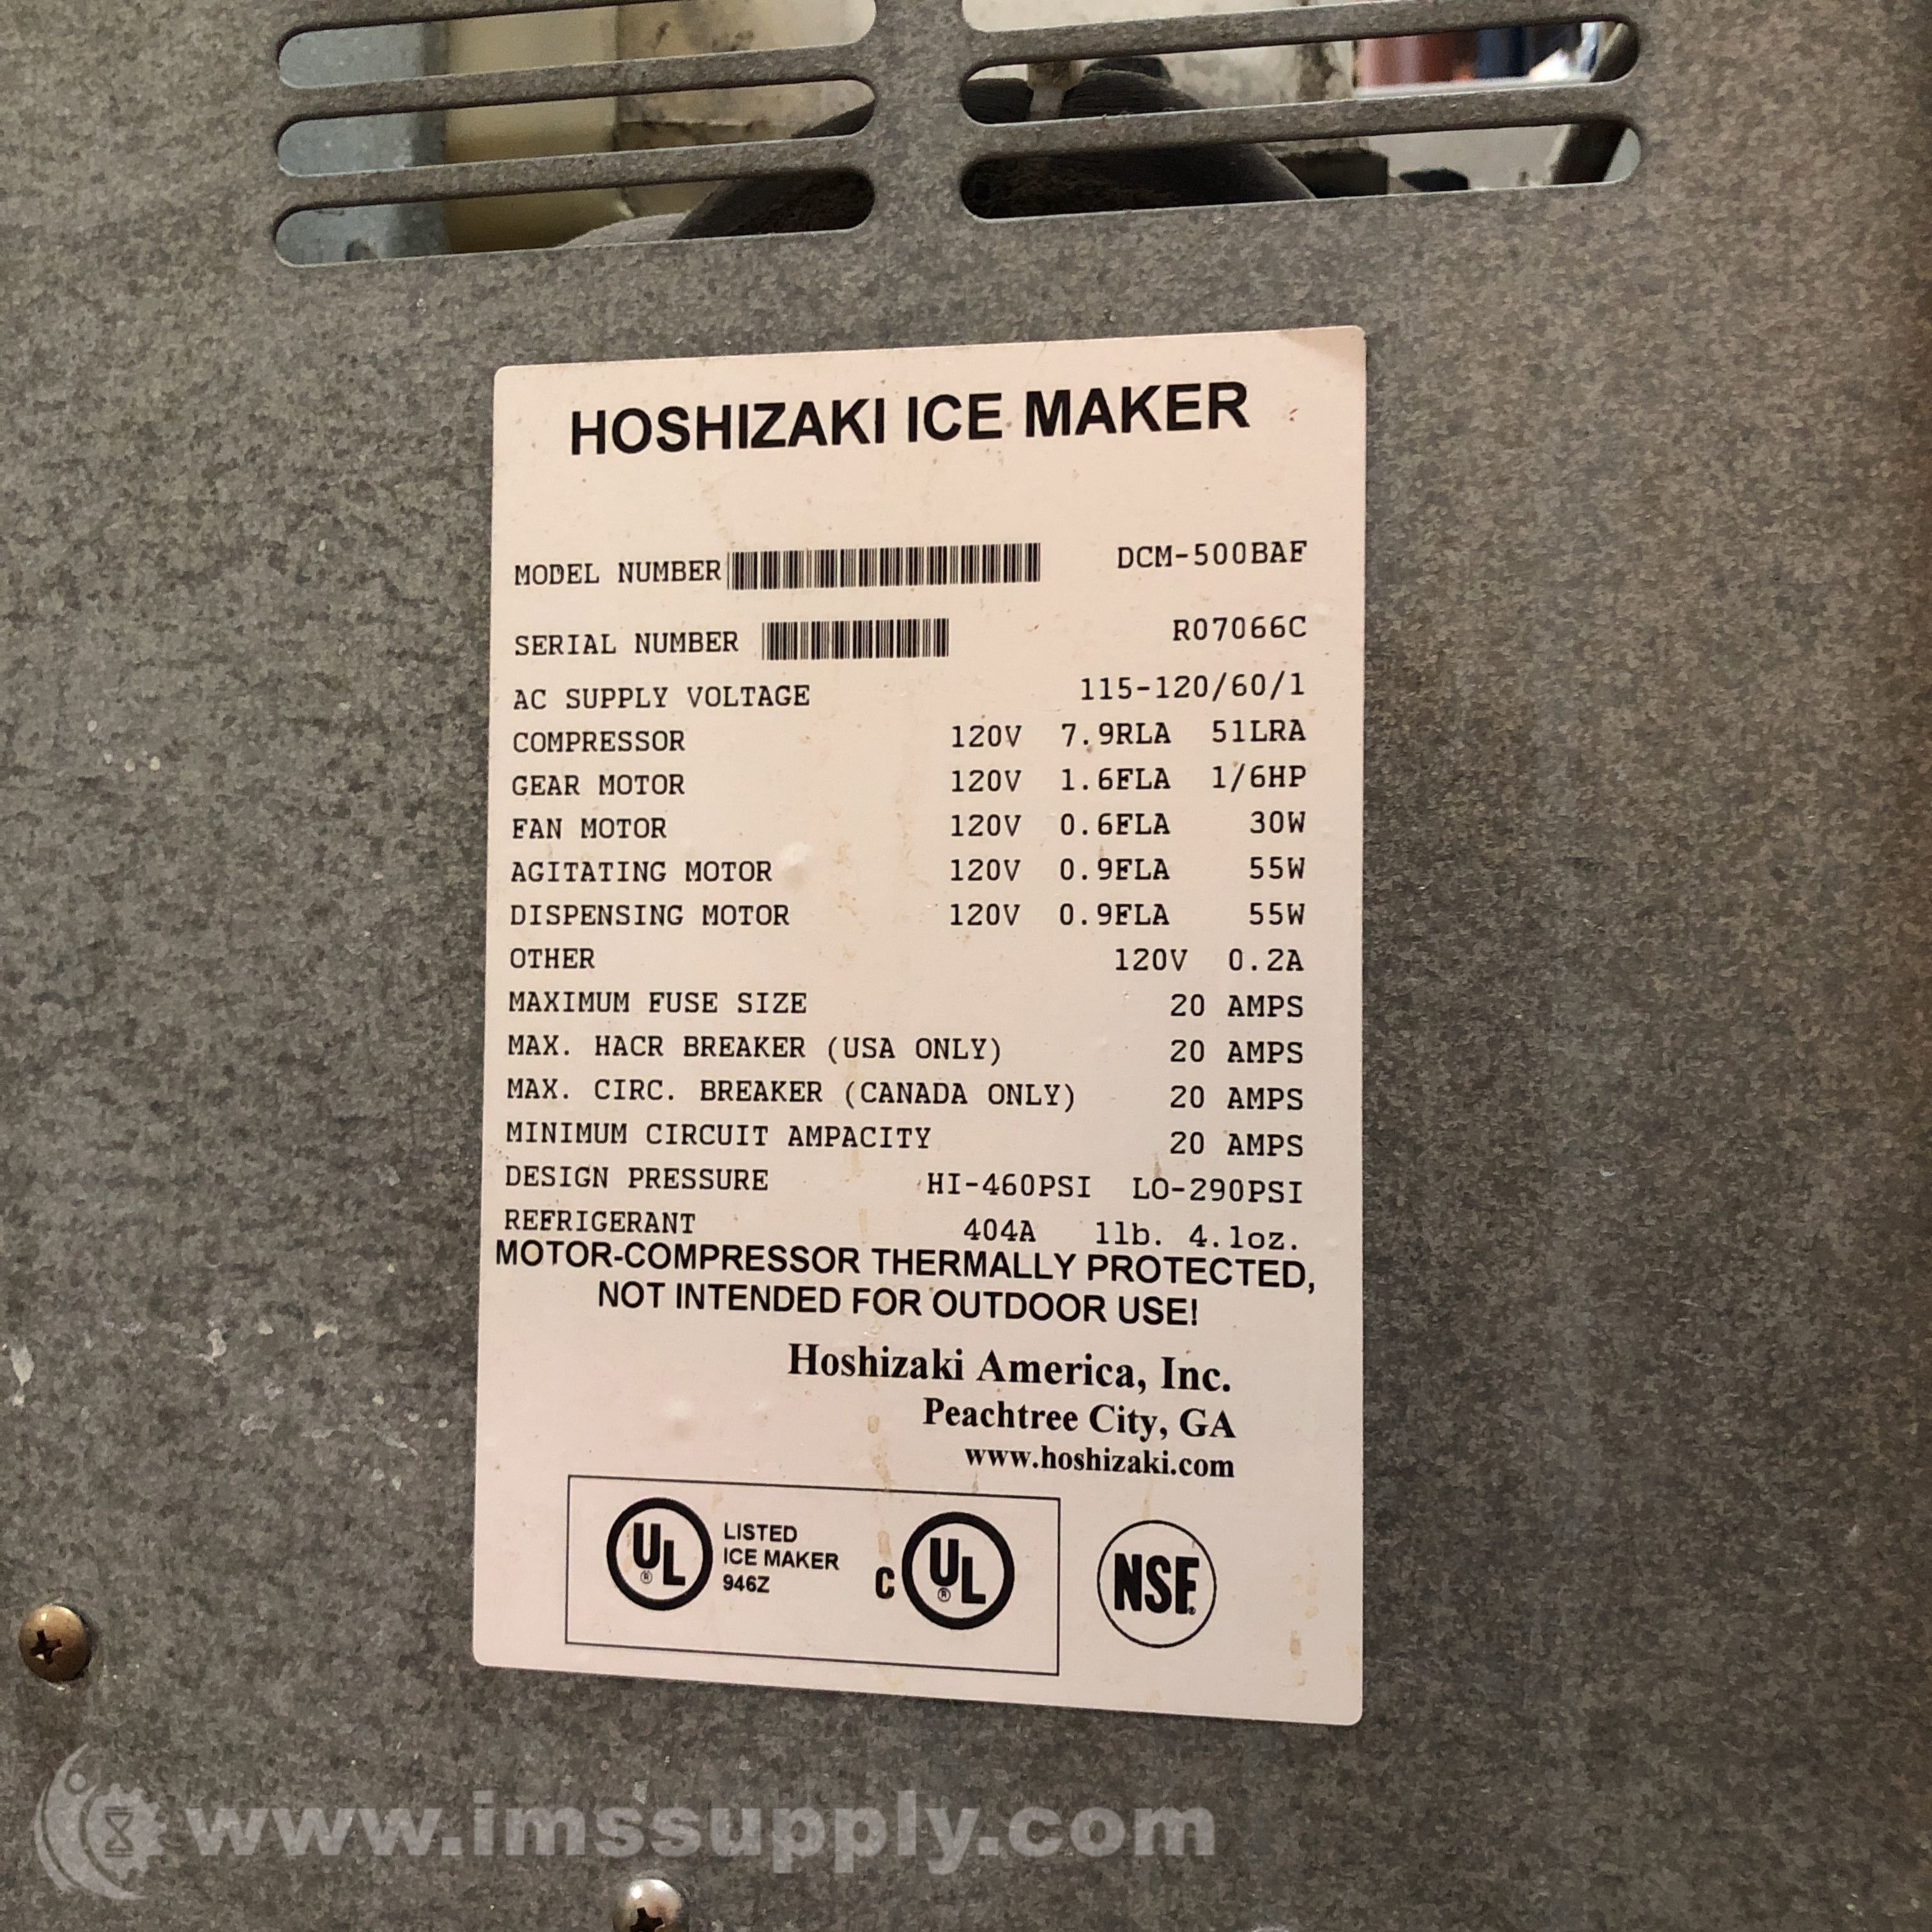 HOSHIZAKI ICE MAKER
MODEL NUMBER DCM-500BAF
SERIAL NUMBER R07066C
AC SUPPLY VOLTAGE 115-120/60/1
COMPRESSOR 120V 7.9RLA 51LRA
GEAR MOTOR 120V 1.6FLA 1/6HP
FAN MOTOR 120V 0.6FLA 30W
AGITATING MOTOR 120V 0.9FLA 55W
DISPENSING MOTOR 120V 0.9FLA 55W
OTHER 120V 0.2A
MAXIMUM FUSE SIZE 20 AMPS
MAX. HACR BREAKER (USA ONLY) 20 AMPS
MAX. CIRC. BREAKER (CANADA ONLY) 20 AMPS
MINIMUM CIRCUIT AMPACITY 20 AMPS
DESIGN PRESSURE HI-460PSI LO-290PSI
REFRIGERANT 404A 1lb. 4.1oz.
MOTOR-COMPRESSOR THERMALLY PROTECTED,
NOT INTENDED FOR OUTDOOR USE!
Hoshizaki America, Inc.
Peachtree City, GA
www.hoshizaki.com
UL ®
LISTED
ICE MAKER
946Z
C UL ®
NSF®
www.imssupply.com